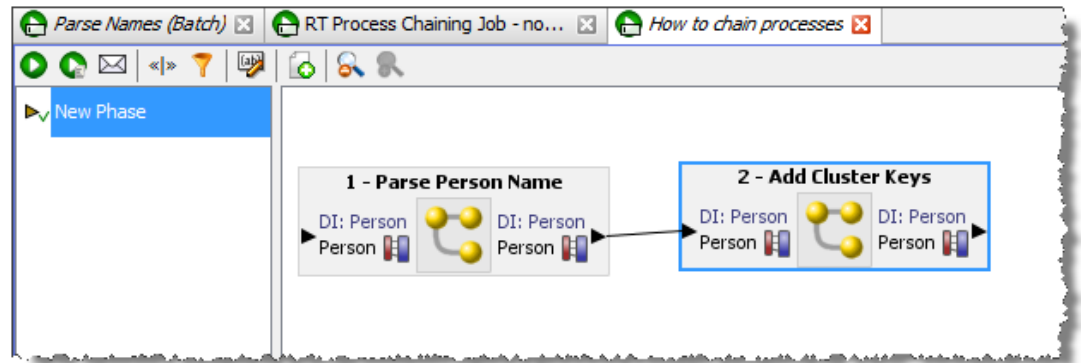 Parse Names (Batch) RT Process Chaining Job - no... How to chain processes
New Phase
1 - Parse Person Name
DI: Person DI: Person
Person Person
2 - Add Cluster Keys
DI: Person DI: Person
Person Person